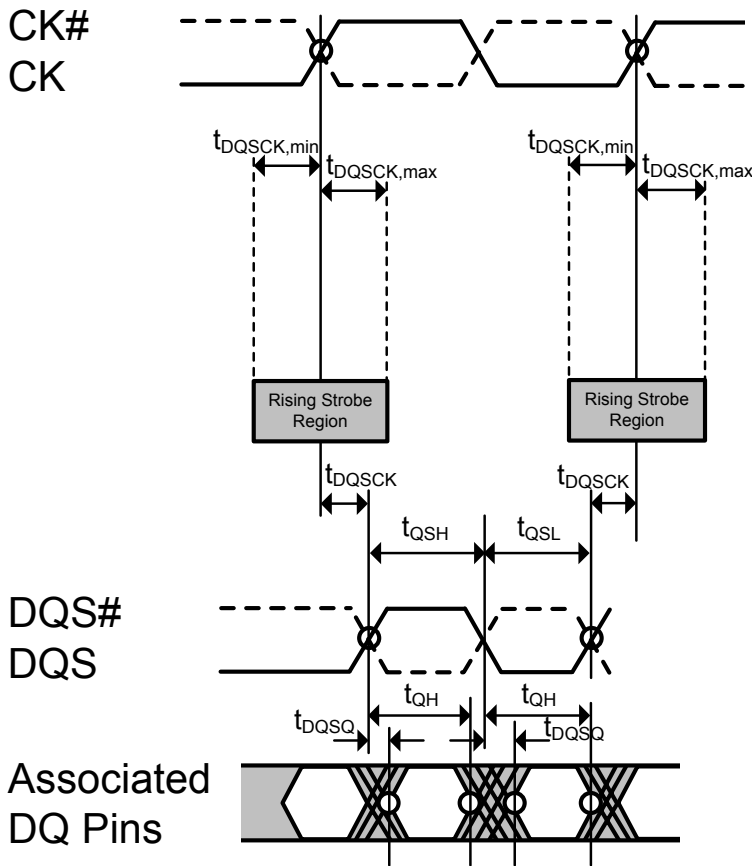 CK#
CK
tDQSCK,min
tDQSCK,max
tDQSCK,min
tDQSCK,max
Rising Strobe
Region
Rising Strobe
Region
tDQSCK
tDQSCK
tQSH
tQSL
DQS#
DQS
tQH
tQH
tDQSQ
tDQSQ
Associated
DQ Pins